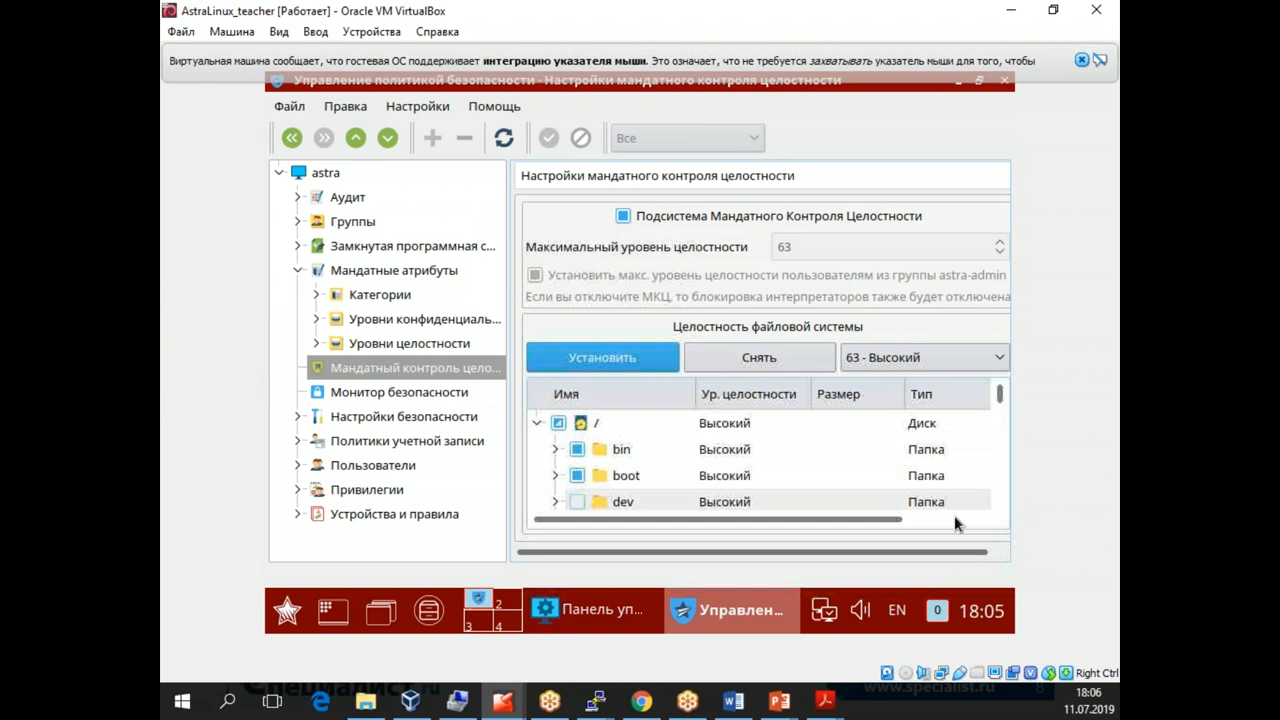 AstraLinux_teacher [Работает] - Oracle VM VirtualBox
Файл Машина Вид Ввод Устройства Справка
Виртуальная машина сообщает, что гостевая ОС поддерживает интеграцию указателя мыши. Это означает, что не требуется захватывать указатель мыши для того, чтобы
Управление политикой безопасности - Настройки мандатного контроля целостности
Файл Правка Настройки Помощь
Все
astra
Аудит
Группы
Замкнутая программная с...
Мандатные атрибуты
Категории
Уровни конфиденциаль...
Уровни целостности
Мандатный контроль цело...
Монитор безопасности
Настройки безопасности
Политики учетной записи
Пользователи
Привилегии
Устройства и правила
Настройки мандатного контроля целостности
Подсистема Мандатного Контроля Целостности
Максимальный уровень целостности 63
Установить макс. уровень целостности пользователям из группы astra-admin
Если вы отключите МКЦ, то блокировка интерпретаторов также будет отключена
Целостность файловой системы
Установить Снять 63 - Высокий
Имя Ур. целостности Размер Тип
/ Высокий Диск
bin Высокий Папка
boot Высокий Папка
dev Высокий Папка
2
3 4
Панель уп... Управлен... EN 0 18:05
Right Ctrl
Специалист.ru www.specialist.ru 8
18:06
11.07.2019